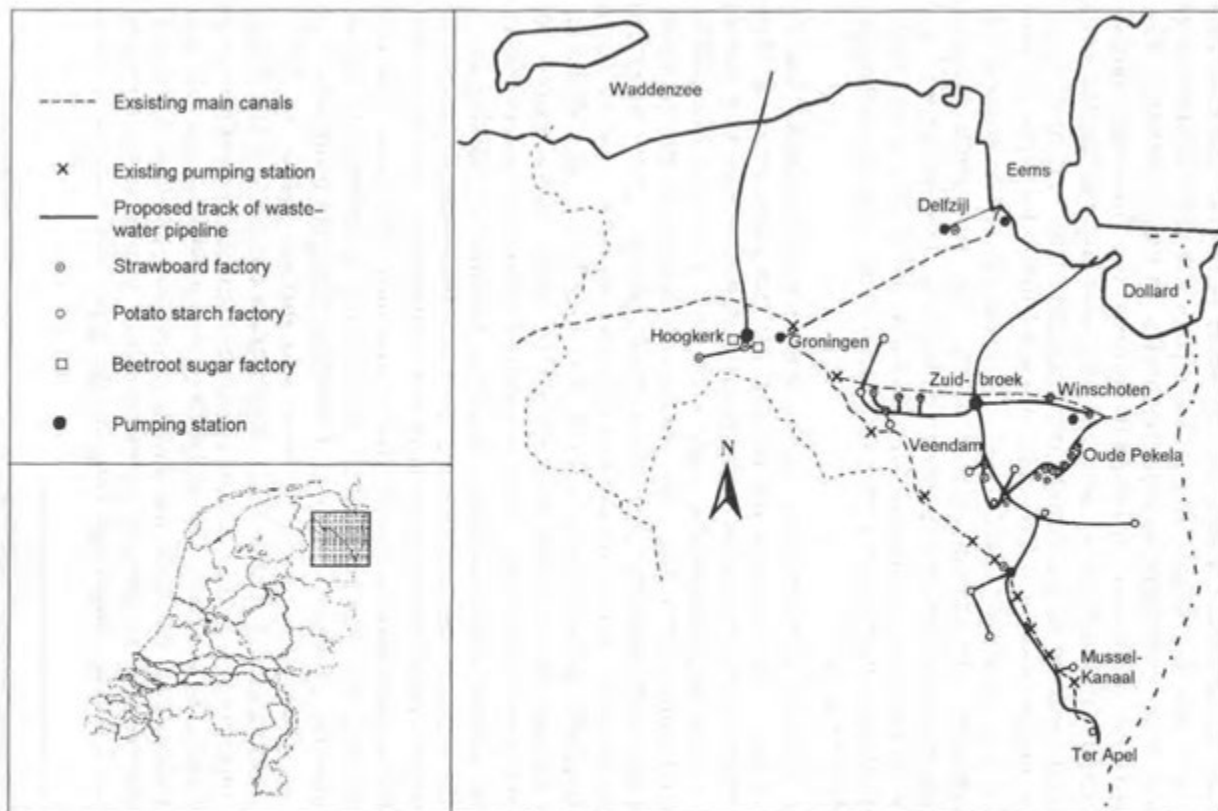 Exsisting main canals
Existing pumping station
Proposed track of waste-
water pipeline
Strawboard factory
Potato starch factory
Beetroot sugar factory
Pumping station
Waddenzee
Eems
Delfzijl
Dollard
Hoogkerk
Groningen
Zuid-broek
Winschoten
Veendam
Oude Pekela
N
Mussel-
Kanaal
Ter Apel